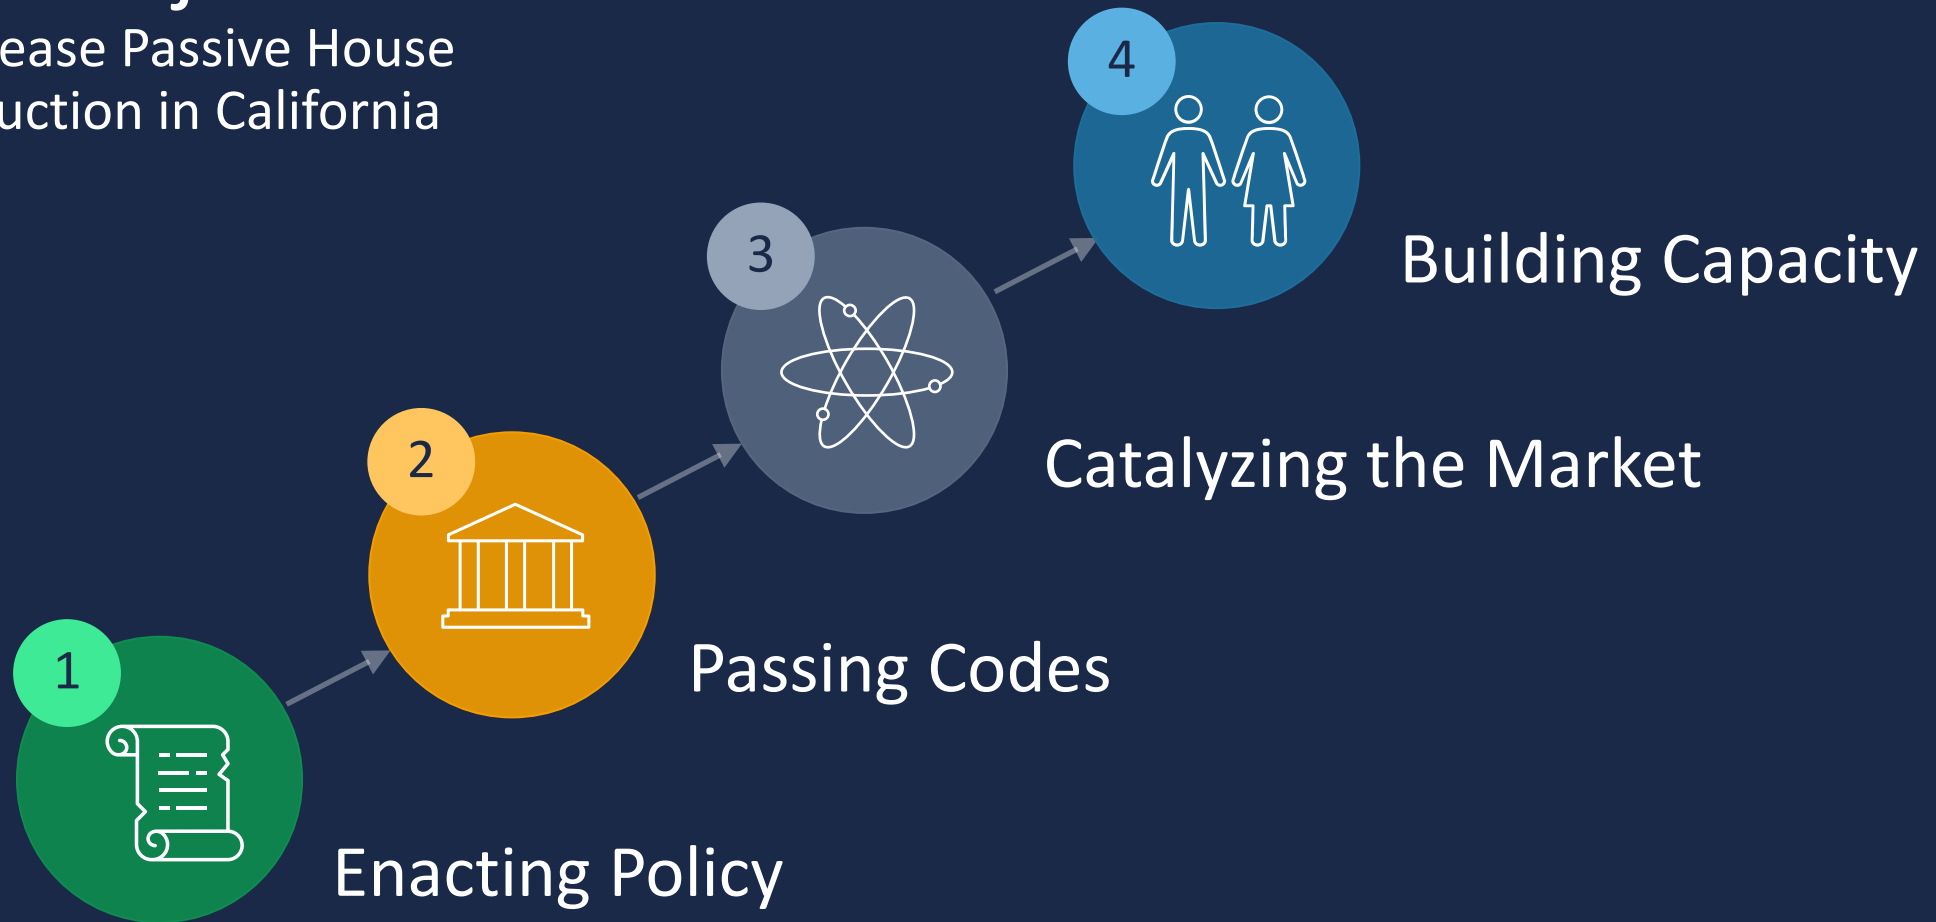 ease Passive House
uction in California
4
Building Capacity
3
Catalyzing the Market
2
Passing Codes
1
Enacting Policy